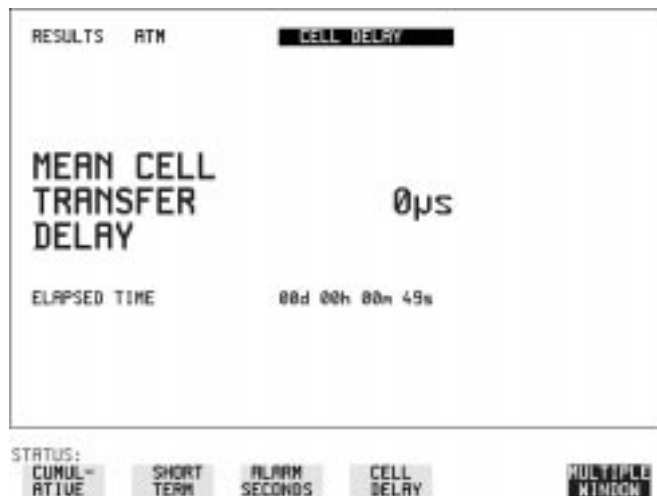 RESULTS ATM CELL DELAY
MEAN CELL
TRANSFER 0µs
DELAY
ELAPSED TIME 00d 00h 00m 49s
STATUS:
CUMUL- SHORT ALARM CELL MULTIPLE
ATIVE TERM SECONDS DELAY WINDOW